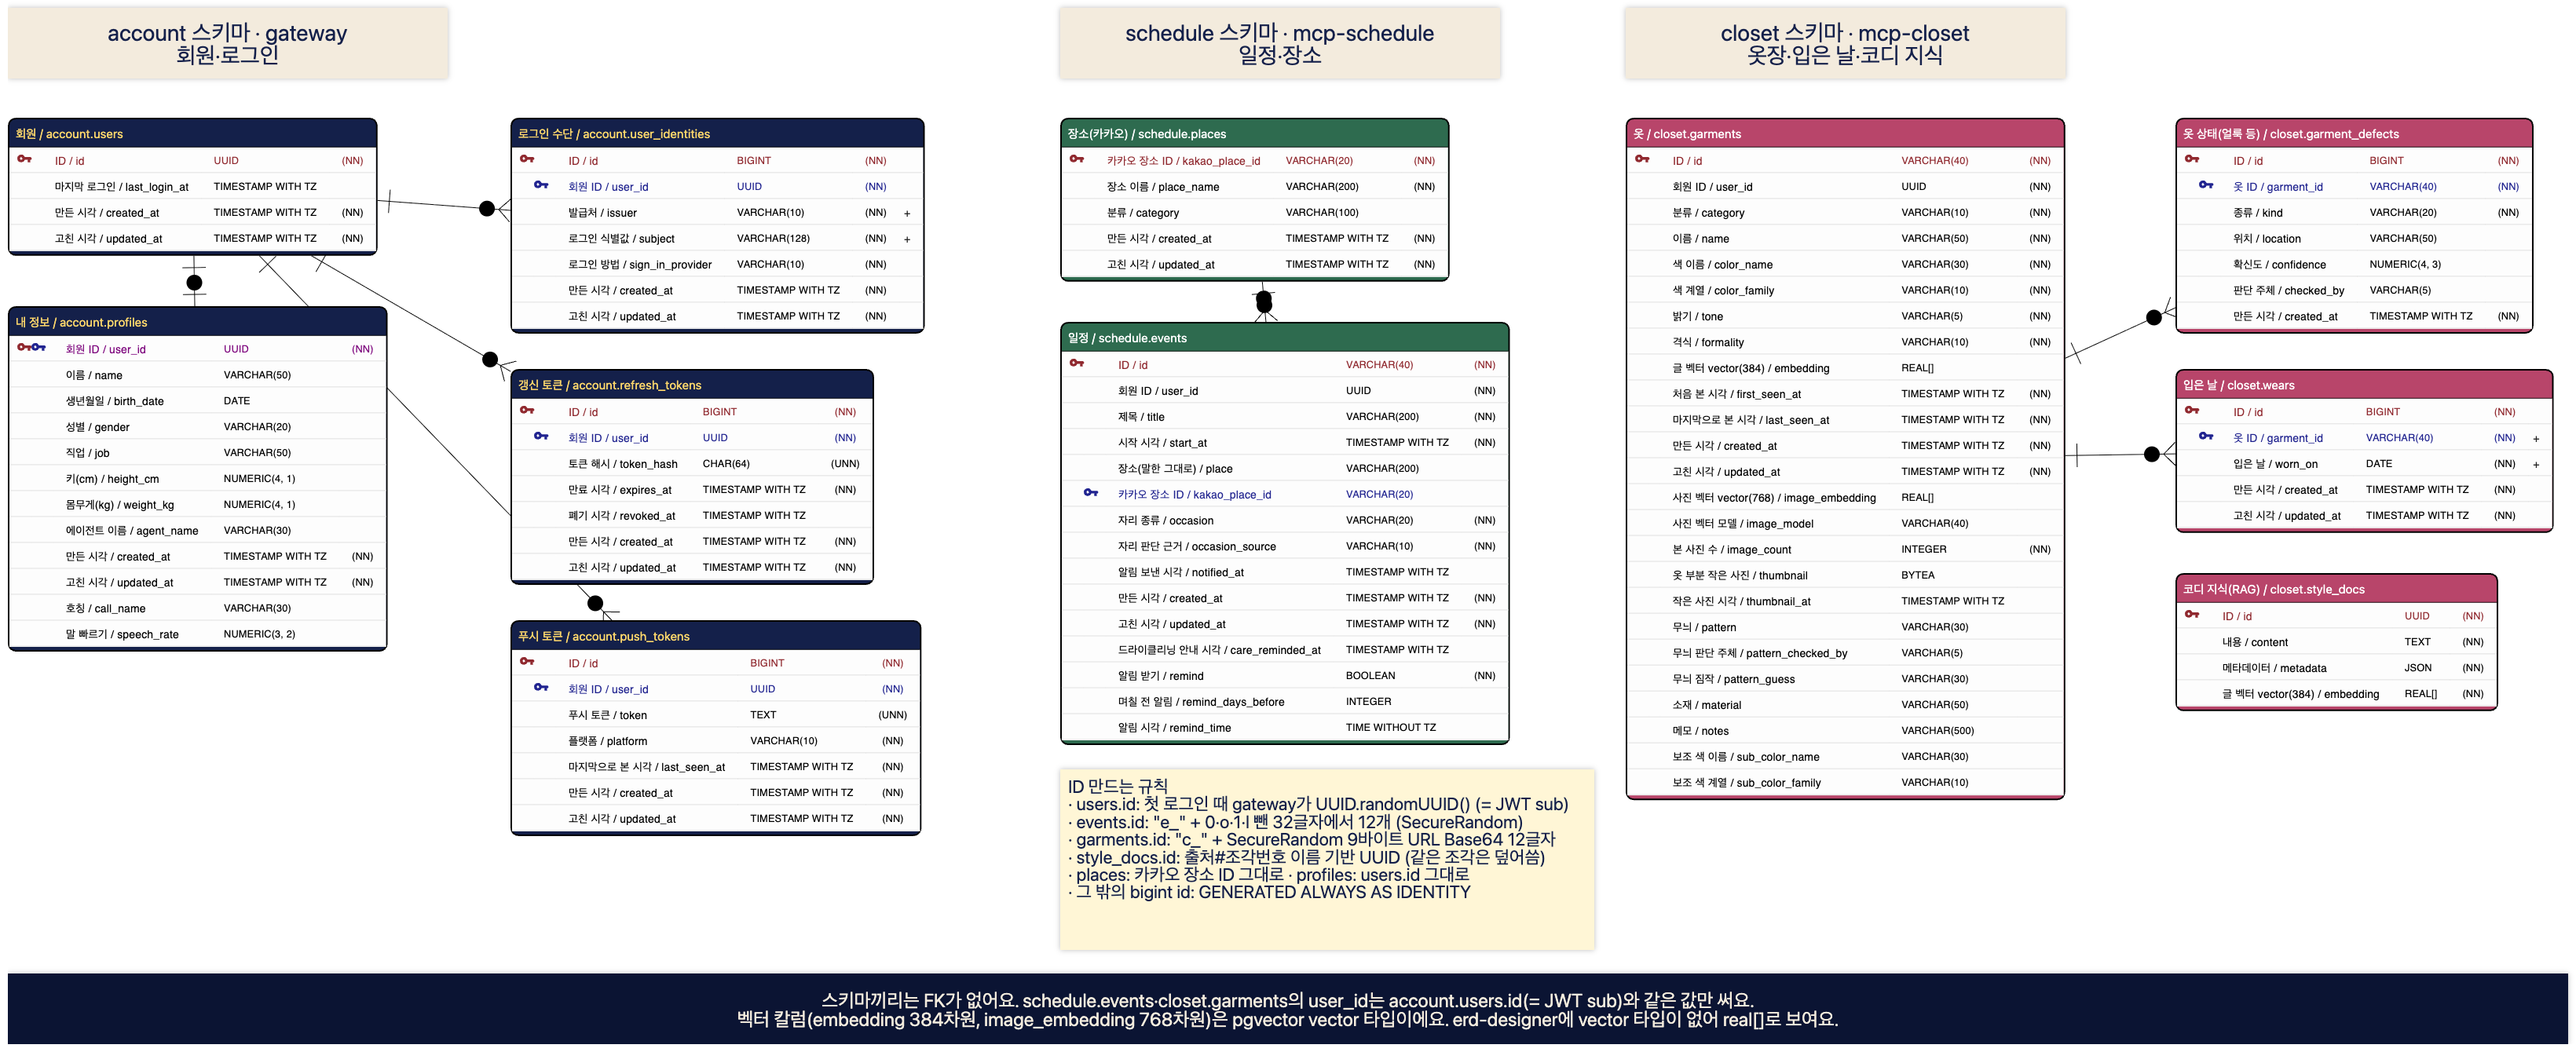 account 스키마 · gateway
회원·로그인
schedule 스키마 · mcp-schedule
일정·장소
closet 스키마 · mcp-closet
옷장·입은 날·코디 지식
회원 / account.users
ID / id UUID (NN)
마지막 로그인 / last_login_at TIMESTAMP WITH TZ
만든 시각 / created_at TIMESTAMP WITH TZ (NN)
고친 시각 / updated_at TIMESTAMP WITH TZ (NN)
내 정보 / account.profiles
회원 ID / user_id UUID (NN)
이름 / name VARCHAR(50)
생년월일 / birth_date DATE
성별 / gender VARCHAR(20)
직업 / job VARCHAR(50)
키(cm) / height_cm NUMERIC(4, 1)
몸무게(kg) / weight_kg NUMERIC(4, 1)
에이전트 이름 / agent_name VARCHAR(30)
만든 시각 / created_at TIMESTAMP WITH TZ (NN)
고친 시각 / updated_at TIMESTAMP WITH TZ (NN)
호칭 / call_name VARCHAR(30)
말 빠르기 / speech_rate NUMERIC(3, 2)
로그인 수단 / account.user_identities
ID / id BIGINT (NN)
회원 ID / user_id UUID (NN)
발급처 / issuer VARCHAR(10) (NN) +
로그인 식별값 / subject VARCHAR(128) (NN) +
로그인 방법 / sign_in_provider VARCHAR(10) (NN)
만든 시각 / created_at TIMESTAMP WITH TZ (NN)
고친 시각 / updated_at TIMESTAMP WITH TZ (NN)
갱신 토큰 / account.refresh_tokens
ID / id BIGINT (NN)
회원 ID / user_id UUID (NN)
토큰 해시 / token_hash CHAR(64) (UNN)
만료 시각 / expires_at TIMESTAMP WITH TZ (NN)
폐기 시각 / revoked_at TIMESTAMP WITH TZ
만든 시각 / created_at TIMESTAMP WITH TZ (NN)
고친 시각 / updated_at TIMESTAMP WITH TZ (NN)
푸시 토큰 / account.push_tokens
ID / id BIGINT (NN)
회원 ID / user_id UUID (NN)
푸시 토큰 / token TEXT (UNN)
플랫폼 / platform VARCHAR(10) (NN)
마지막으로 본 시각 / last_seen_at TIMESTAMP WITH TZ (NN)
만든 시각 / created_at TIMESTAMP WITH TZ (NN)
고친 시각 / updated_at TIMESTAMP WITH TZ (NN)
장소(카카오) / schedule.places
카카오 장소 ID / kakao_place_id VARCHAR(20) (NN)
장소 이름 / place_name VARCHAR(200) (NN)
분류 / category VARCHAR(100)
만든 시각 / created_at TIMESTAMP WITH TZ (NN)
고친 시각 / updated_at TIMESTAMP WITH TZ (NN)
일정 / schedule.events
ID / id VARCHAR(40) (NN)
회원 ID / user_id UUID (NN)
제목 / title VARCHAR(200) (NN)
시작 시각 / start_at TIMESTAMP WITH TZ (NN)
장소(말한 그대로) / place VARCHAR(200)
카카오 장소 ID / kakao_place_id VARCHAR(20)
자리 종류 / occasion VARCHAR(20) (NN)
자리 판단 근거 / occasion_source VARCHAR(10) (NN)
알림 보낸 시각 / notified_at TIMESTAMP WITH TZ
만든 시각 / created_at TIMESTAMP WITH TZ (NN)
고친 시각 / updated_at TIMESTAMP WITH TZ (NN)
드라이클리닝 안내 시각 / care_reminded_at TIMESTAMP WITH TZ
알림 받기 / remind BOOLEAN (NN)
며칠 전 알림 / remind_days_before INTEGER
알림 시각 / remind_time TIME WITHOUT TZ
ID 만드는 규칙
· users.id: 첫 로그인 때 gateway가 UUID.randomUUID() (= JWT sub)
· events.id: "e_" + 0·o·1·l 뺀 32글자에서 12개 (SecureRandom)
· garments.id: "c_" + SecureRandom 9바이트 URL Base64 12글자
· style_docs.id: 출처#조각번호 이름 기반 UUID (같은 조각은 덮어씀)
· places: 카카오 장소 ID 그대로 · profiles: users.id 그대로
· 그 밖의 bigint id: GENERATED ALWAYS AS IDENTITY
옷 / closet.garments
ID / id VARCHAR(40) (NN)
회원 ID / user_id UUID (NN)
분류 / category VARCHAR(10) (NN)
이름 / name VARCHAR(50) (NN)
색 이름 / color_name VARCHAR(30) (NN)
색 계열 / color_family VARCHAR(10) (NN)
밝기 / tone VARCHAR(5) (NN)
격식 / formality VARCHAR(10) (NN)
글 벡터 vector(384) / embedding REAL[]
처음 본 시각 / first_seen_at TIMESTAMP WITH TZ (NN)
마지막으로 본 시각 / last_seen_at TIMESTAMP WITH TZ (NN)
만든 시각 / created_at TIMESTAMP WITH TZ (NN)
고친 시각 / updated_at TIMESTAMP WITH TZ (NN)
사진 벡터 vector(768) / image_embedding REAL[]
사진 벡터 모델 / image_model VARCHAR(40)
본 사진 수 / image_count INTEGER (NN)
옷 부분 작은 사진 / thumbnail BYTEA
작은 사진 시각 / thumbnail_at TIMESTAMP WITH TZ
무늬 / pattern VARCHAR(30)
무늬 판단 주체 / pattern_checked_by VARCHAR(5)
무늬 짐작 / pattern_guess VARCHAR(30)
소재 / material VARCHAR(50)
메모 / notes VARCHAR(500)
보조 색 이름 / sub_color_name VARCHAR(30)
보조 색 계열 / sub_color_family VARCHAR(10)
옷 상태(얼룩 등) / closet.garment_defects
ID / id BIGINT (NN)
옷 ID / garment_id VARCHAR(40) (NN)
종류 / kind VARCHAR(20) (NN)
위치 / location VARCHAR(50)
확신도 / confidence NUMERIC(4, 3)
판단 주체 / checked_by VARCHAR(5)
만든 시각 / created_at TIMESTAMP WITH TZ (NN)
입은 날 / closet.wears
ID / id BIGINT (NN)
옷 ID / garment_id VARCHAR(40) (NN) +
입은 날 / worn_on DATE (NN) +
만든 시각 / created_at TIMESTAMP WITH TZ (NN)
고친 시각 / updated_at TIMESTAMP WITH TZ (NN)
코디 지식(RAG) / closet.style_docs
ID / id UUID (NN)
내용 / content TEXT (NN)
메타데이터 / metadata JSON (NN)
글 벡터 vector(384) / embedding REAL[] (NN)
스키마끼리는 FK가 없어요. schedule.events·closet.garments의 user_id는 account.users.id(= JWT sub)와 같은 값만 써요.
벡터 칼럼(embedding 384차원, image_embedding 768차원)은 pgvector vector 타입이에요. erd-designer에 vector 타입이 없어 real[]로 보여요.